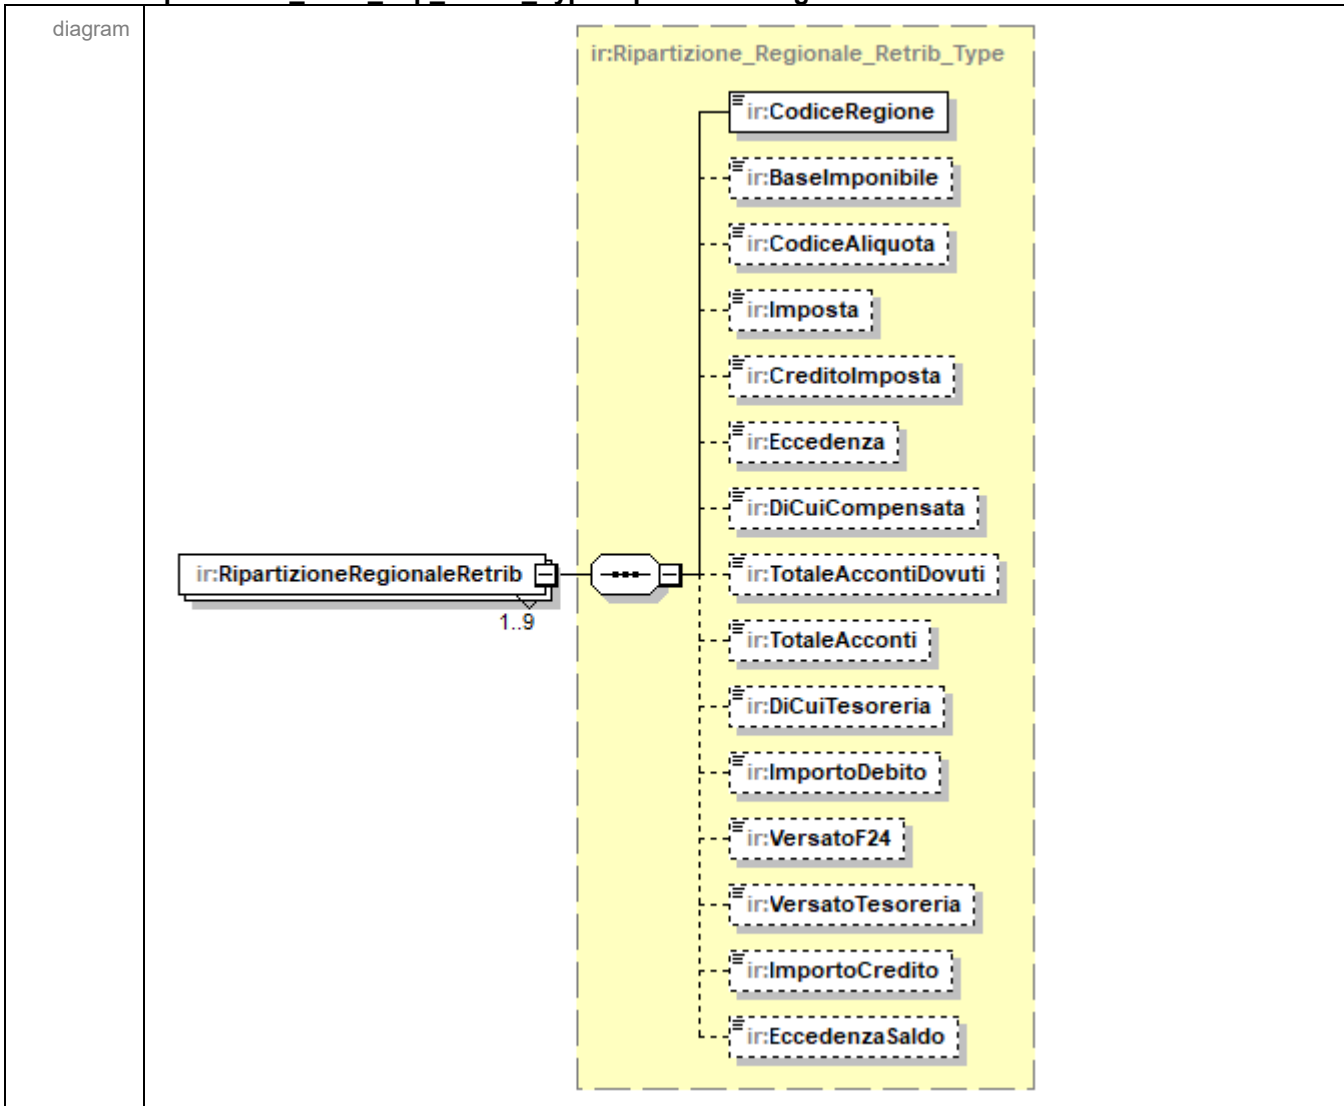 diagram
ir:Ripartizione_Regionale_Retrib_Type
ir:CodiceRegione
ir:BaseImponibile
ir:CodiceAliquota
ir:Imposta
ir:CreditoImposta
ir:Eccedenza
ir:DiCuiCompensata
ir:RipartizioneRegionaleRetrib
1..9
ir:TotaleAccontiDovuti
ir:TotaleAcconti
ir:DiCuiTesoreria
ir:ImportoDebito
ir:VersatoF24
ir:VersatoTesoreria
ir:ImportoCredito
ir:EccedenzaSaldo